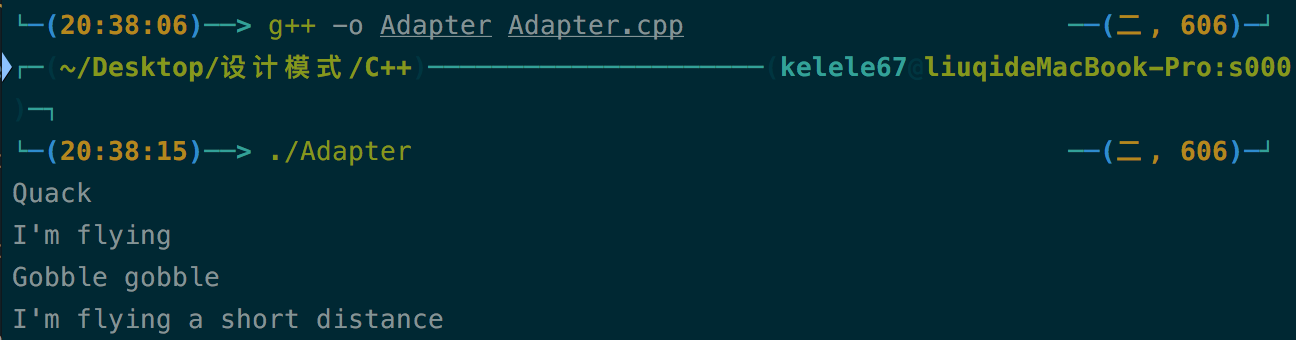 └─(20:38:06)──> g++ -o Adapter Adapter.cpp ──(二, 606)─┘
┌─(~/Desktop/设计模式/C++)────────────────────────(kelele67@liuqideMacBook-Pro:s000
)─┐
└─(20:38:15)──> ./Adapter ──(二, 606)─┘
Quack
I'm flying
Gobble gobble
I'm flying a short distance